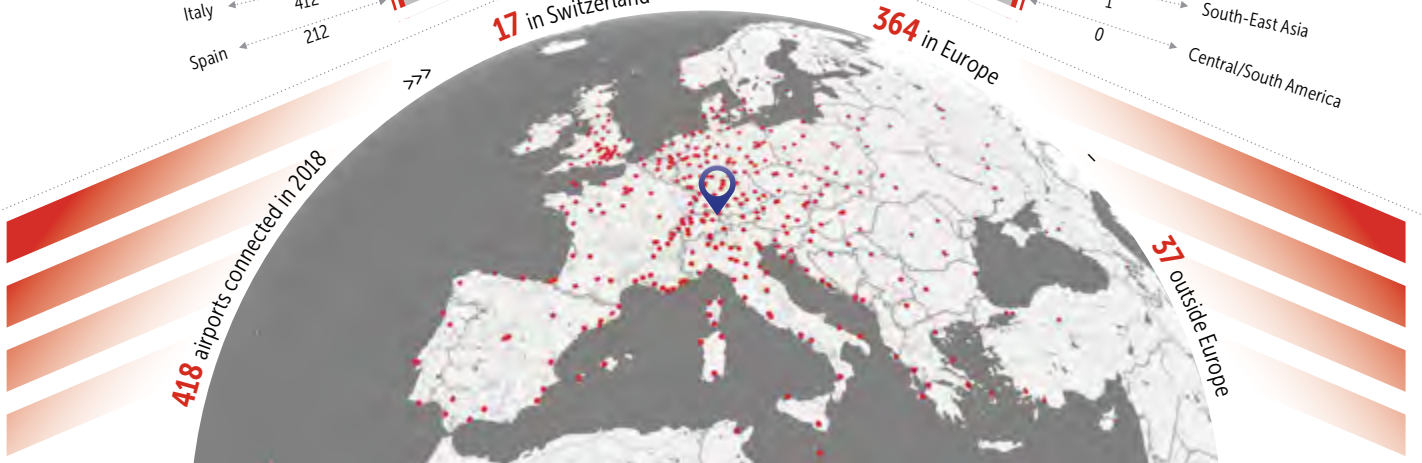 Italy 412
Spain 212
>>>
418 airports connected in 2018
17 in Switzerland
364 in Europe
37 outside Europe
1 South-East Asia
0 Central/South America